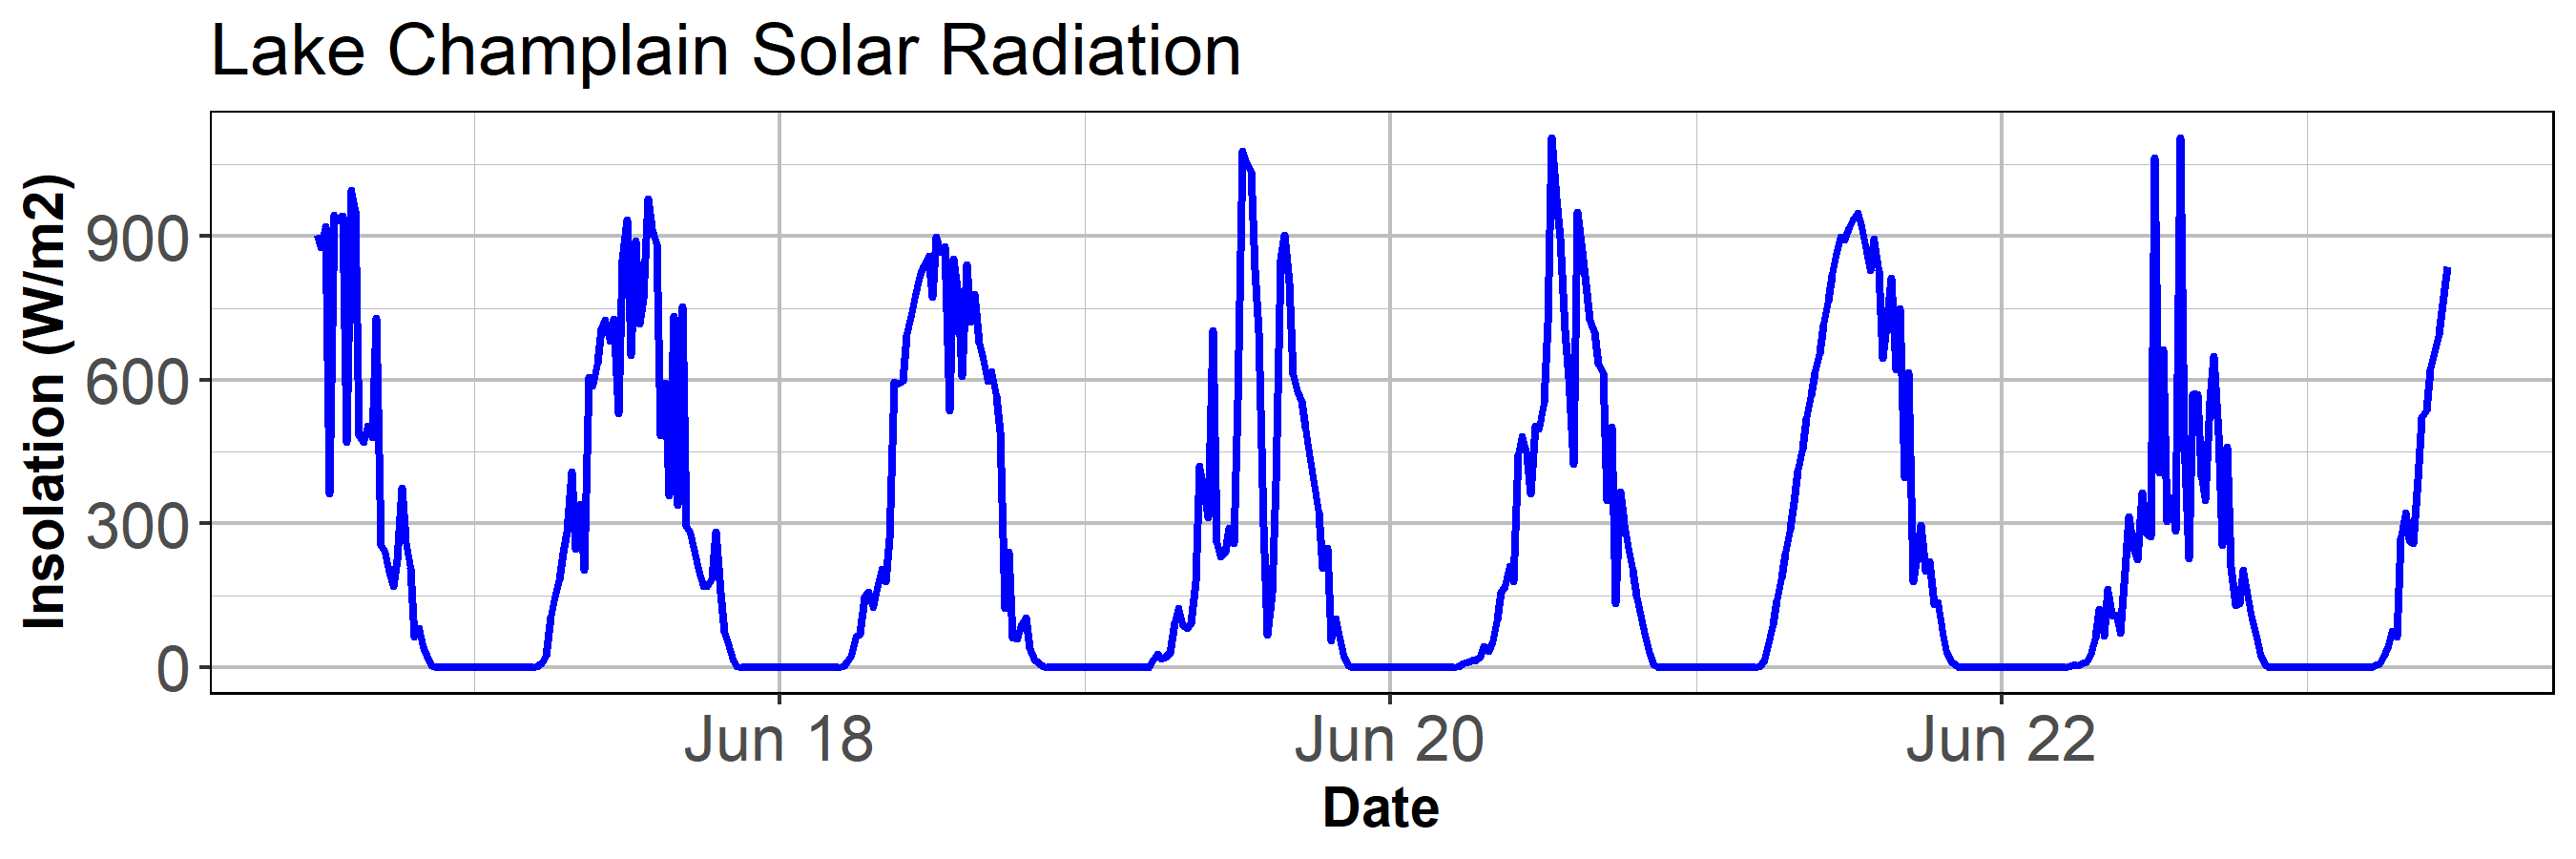 Lake Champlain Solar Radiation
Insolation (W/m2)
900
600
300
0
Jun 18
Jun 20
Jun 22
Date